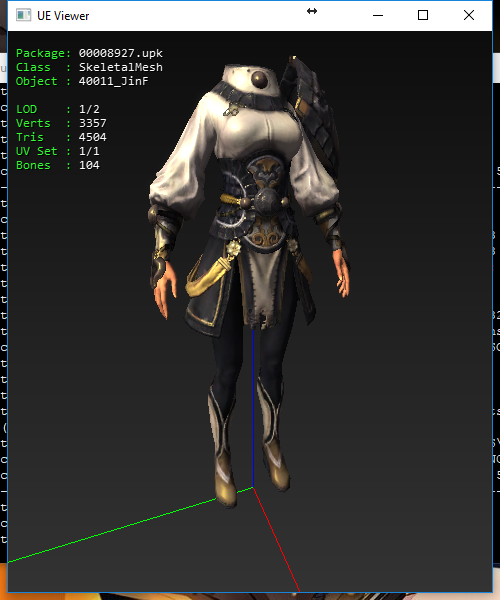 UE Viewer
Package: 00008927.upk
Class : SkeletalMesh
Object : 40011_JinF
LOD : 1/2
Verts : 3357
Tris : 4504
UV Set : 1/1
Bones : 104